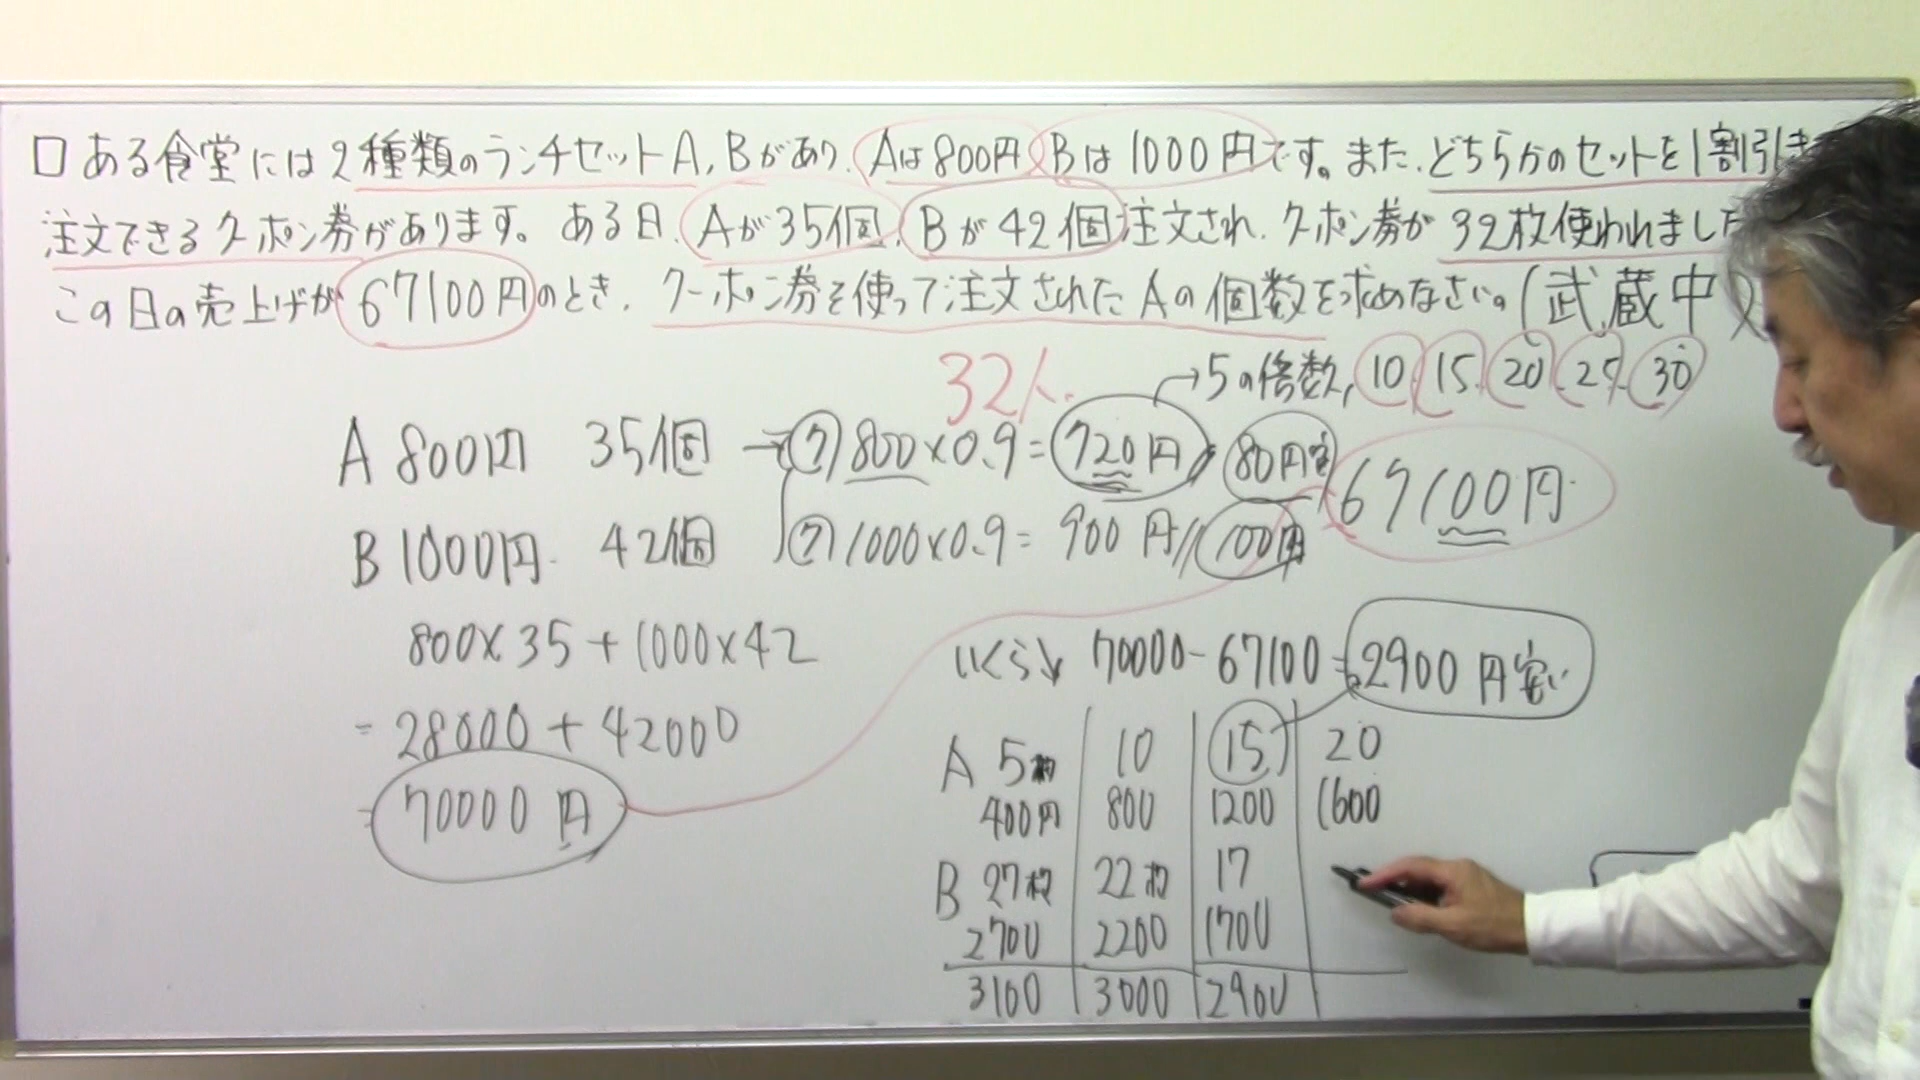 □ある食堂には2種類のランチセットA,Bがあり、Aは800円Bは1000円です。また、どちらかのセットを1割引き
注文できるクーポン券があります。ある日、Aが35個、Bが42個注文され、クーポン券が32枚使われました
この日の売上げが67100円のとき、クーポン券を使って注文されたAの個数を求めなさい。(武蔵中)
32人 →5の倍数, 10 15 20 25 30
A 800円 35個 → ㋐ 800×0.9=720円 80円安 67100円
B 1000円 42個 ㋑ 1000×0.9=900円 100円
800×35+1000×42
いくら↓ 70000-67100=2900円安い
=28000+42000
=70000円
A 5枚 10 15 20
400円 800 1200 1600
B 27枚 22枚 17
2700 2200 1700
3100 3000 2900